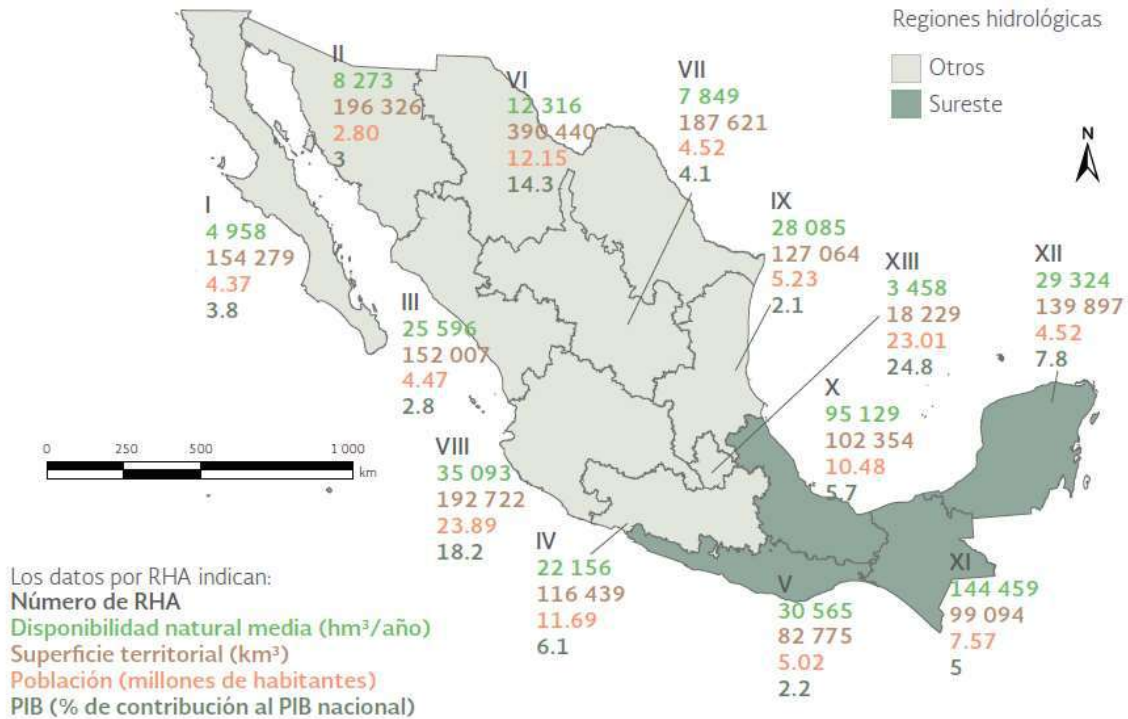 Regiones hidrológicas
Otros
Sureste
N
II
8 273
196 326
2.80
3
VI
12 316
390 440
12.15
14.3
VII
7 849
187 621
4.52
4.1
I
4 958
154 279
4.37
3.8
IX
28 085
127 064
5.23
2.1
XIII
3 458
18 229
23.01
24.8
XII
29 324
139 897
4.52
7.8
III
25 596
152 007
4.47
2.8
X
95 129
102 354
10.48
5.7
0 250 500 1 000
km
VIII
35 093
192 722
23.89
18.2
IV
22 156
116 439
11.69
6.1
V
30 565
82 775
5.02
2.2
XI
144 459
99 094
7.57
5
Los datos por RHA indican:
Número de RHA
Disponibilidad natural media (hm³/año)
Superficie territorial (km³)
Población (millones de habitantes)
PIB (% de contribución al PIB nacional)